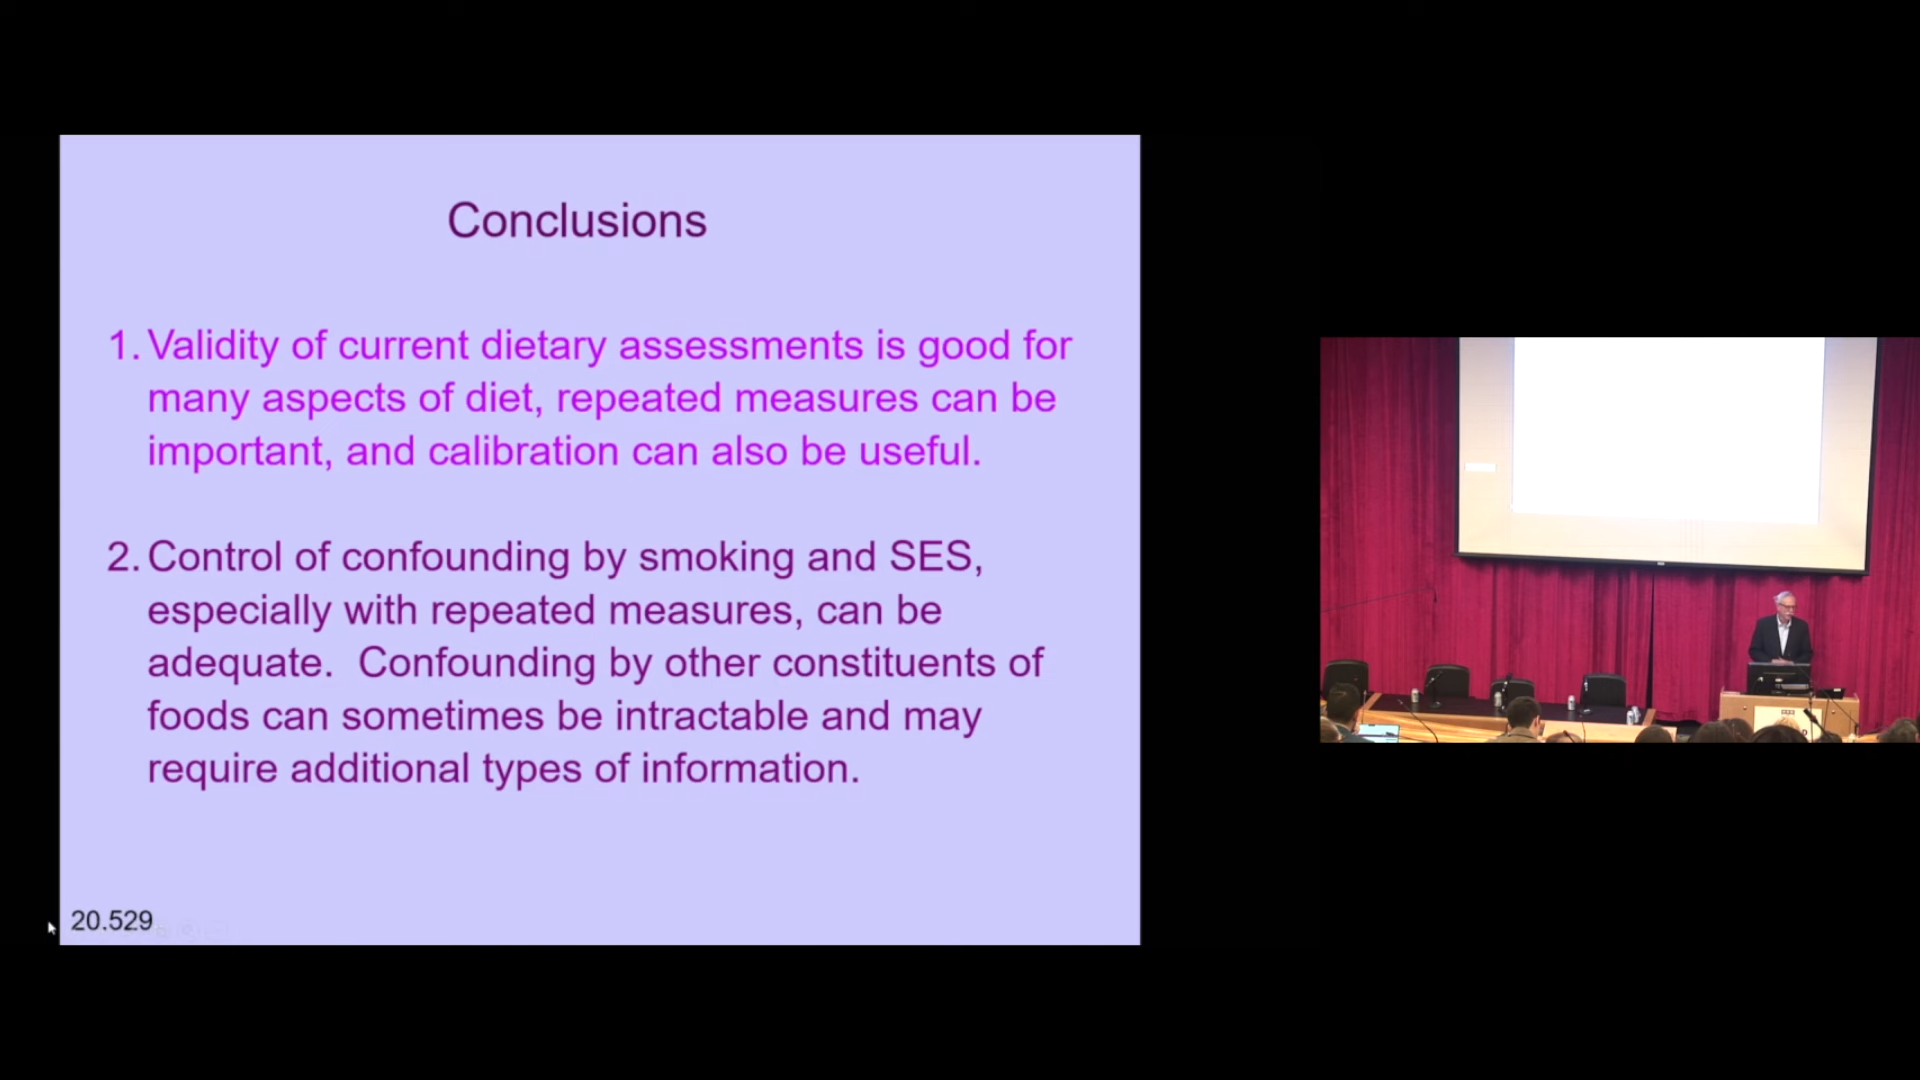 Conclusions
1. Validity of current dietary assessments is good for
many aspects of diet, repeated measures can be
important, and calibration can also be useful.
2. Control of confounding by smoking and SES,
especially with repeated measures, can be
adequate.  Confounding by other constituents of
foods can sometimes be intractable and may
require additional types of information.
20.529